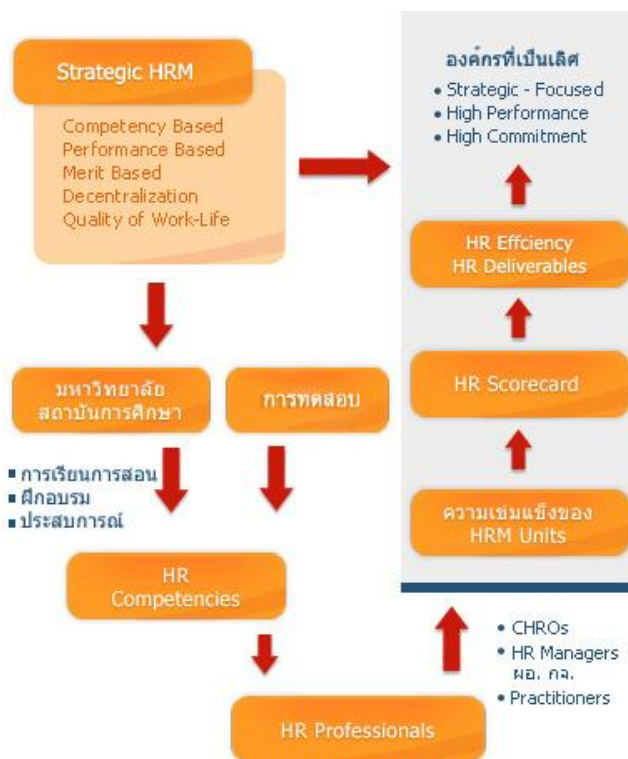 Strategic HRM
Competency Based
Performance Based
Merit Based
Decentralization
Quality of Work-Life
มหาวิทยาลัย
สถาบันการศึกษา
การทดสอบ
▪ การเรียนการสอน
▪ ฝึกอบรม
▪ ประสบการณ์
HR
Competencies
HR Professionals
• CHROs
• HR Managers
ผอ. กจ.
• Practitioners
ความเข่มแข็งของ
HRM Units
HR Scorecard
HR Effciency
HR Deliverables
องค์กรที่เป็นเลิศ
• Strategic - Focused
• High Performance
• High Commitment